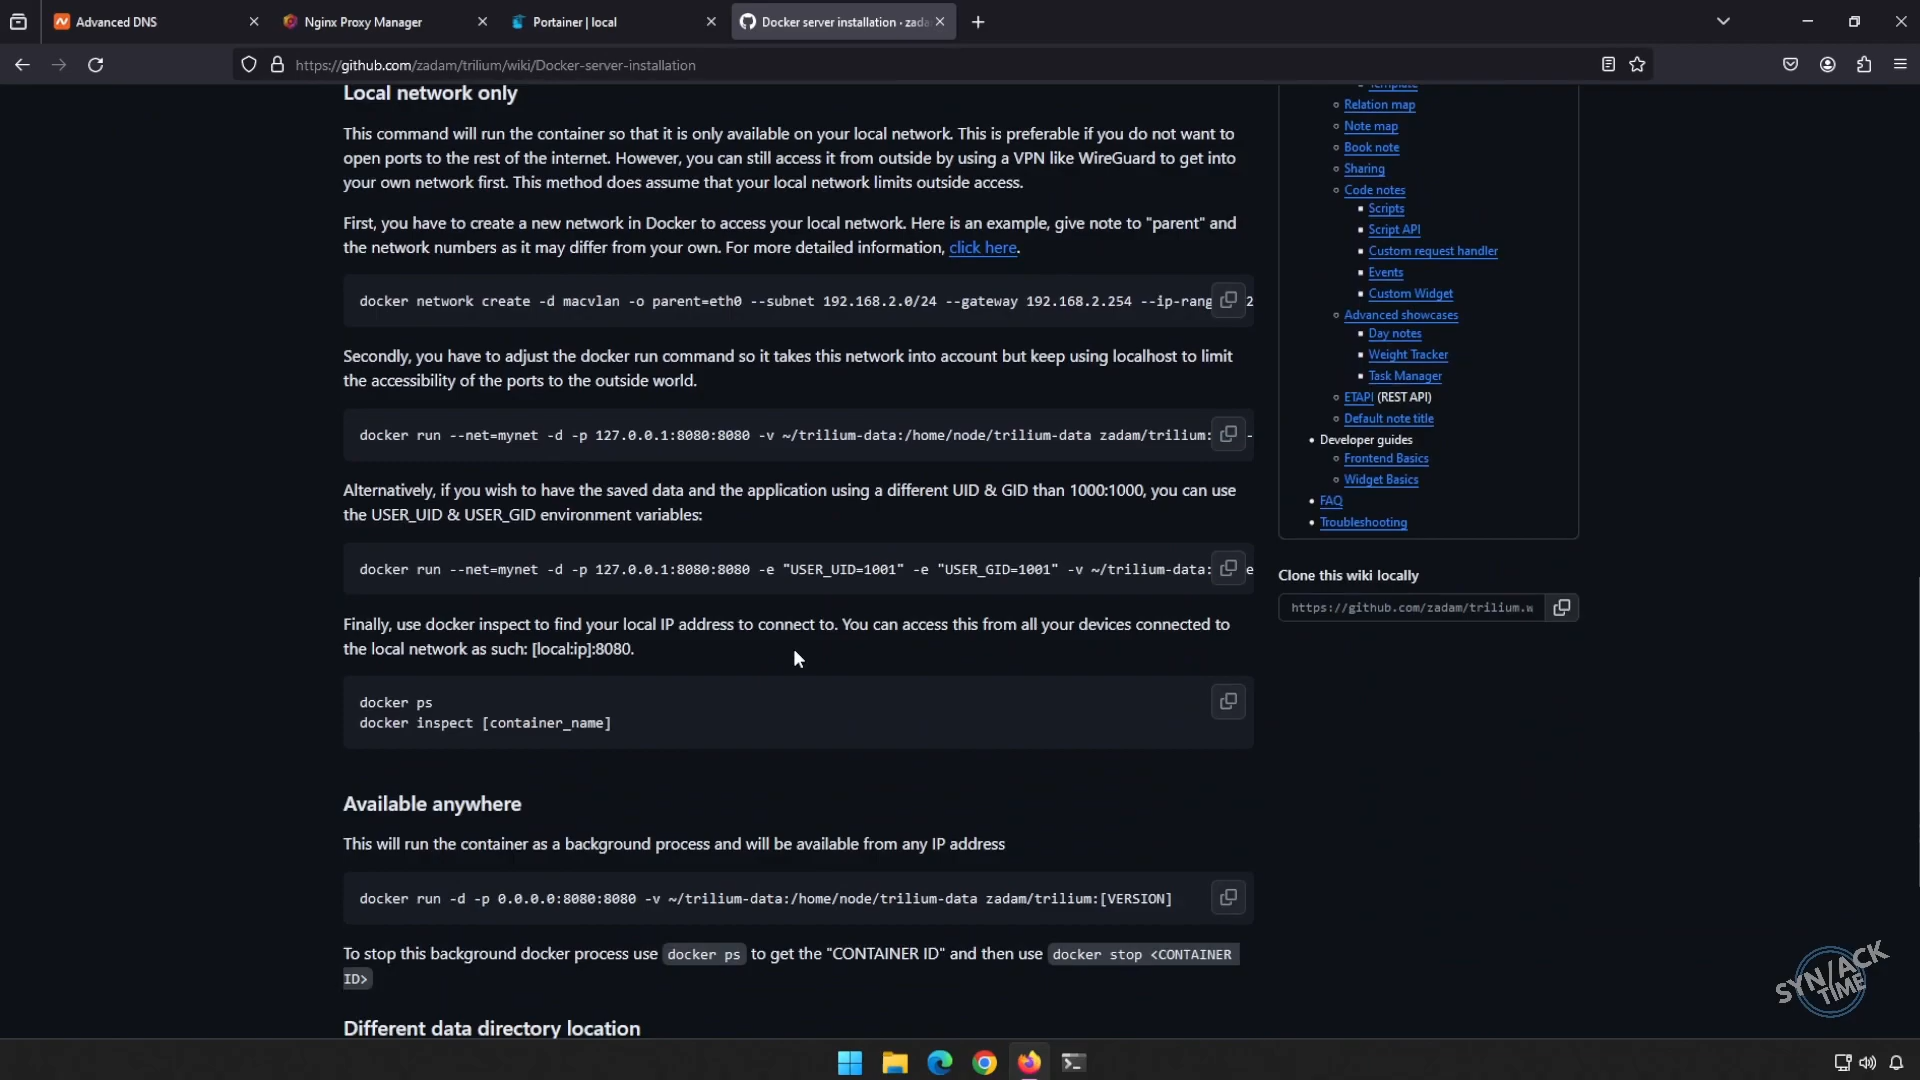 Advanced DNS
Nginx Proxy Manager
Portainer | local
Docker server installation · zada
https://github.com/zadam/trilium/wiki/Docker-server-installation
Local network only
This command will run the container so that it is only available on your local network. This is preferable if you do not want to
open ports to the rest of the internet. However, you can still access it from outside by using a VPN like WireGuard to get into
your own network first. This method does assume that your local network limits outside access.
First, you have to create a new network in Docker to access your local network. Here is an example, give note to "parent" and
the network numbers as it may differ from your own. For more detailed information, click here.
docker network create -d macvlan -o parent=eth0 --subnet 192.168.2.0/24 --gateway 192.168.2.254 --ip-rang 2
Secondly, you have to adjust the docker run command so it takes this network into account but keep using localhost to limit
the accessibility of the ports to the outside world.
docker run --net=mynet -d -p 127.0.0.1:8080:8080 -v ~/trilium-data:/home/node/trilium-data zadam/trilium: -
Alternatively, if you wish to have the saved data and the application using a different UID & GID than 1000:1000, you can use
the USER_UID & USER_GID environment variables:
docker run --net=mynet -d -p 127.0.0.1:8080:8080 -e "USER_UID=1001" -e "USER_GID=1001" -v ~/trilium-data: e
Finally, use docker inspect to find your local IP address to connect to. You can access this from all your devices connected to
the local network as such: [local:ip]:8080.
docker ps
docker inspect [container_name]
Available anywhere
This will run the container as a background process and will be available from any IP address
docker run -d -p 0.0.0.0:8080:8080 -v ~/trilium-data:/home/node/trilium-data zadam/trilium:[VERSION]
To stop this background docker process use docker ps to get the "CONTAINER ID" and then use docker stop <CONTAINER
ID>
Different data directory location
Template
Relation map
Note map
Book note
Sharing
Code notes
Scripts
Script API
Custom request handler
Events
Custom Widget
Advanced showcases
Day notes
Weight Tracker
Task Manager
ETAPI (REST API)
Default note title
Developer guides
Frontend Basics
Widget Basics
FAQ
Troubleshooting
Clone this wiki locally
https://github.com/zadam/trilium.w
SYN/ACK
TIME